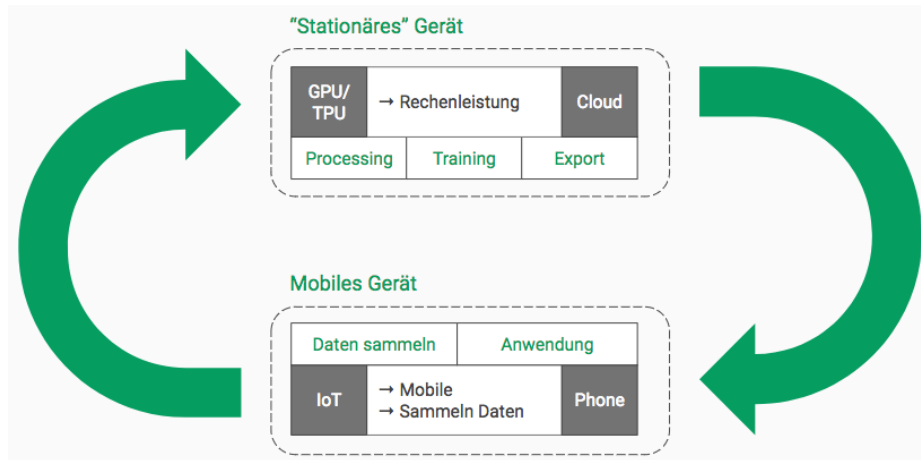 “Stationäres” Gerät
GPU/
TPU
→ Rechenleistung
Cloud
Processing
Training
Export
Mobiles Gerät
Daten sammeln
Anwendung
IoT
→ Mobile
→ Sammeln Daten
Phone